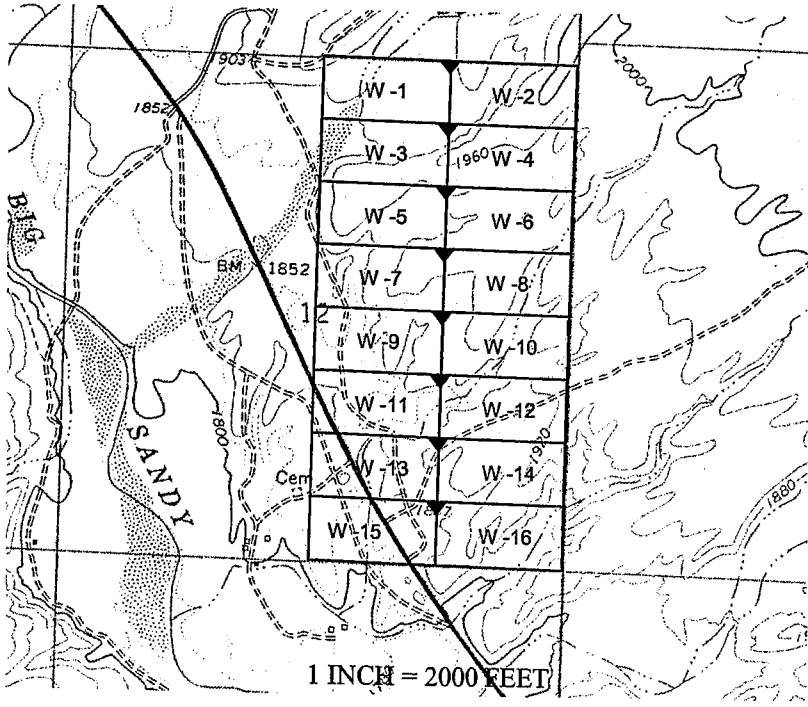 903
2000
1852
W -1
W -2
W -3
1960
W -4
BIG
W -5
W -6
BM
1852
W -7
W -8
12
W -9
W -10
W -11
W -12
1800
SANDY
1920
Cem
W -13
W -14
1880
W -15
W -16
1 INCH = 2000 FEET